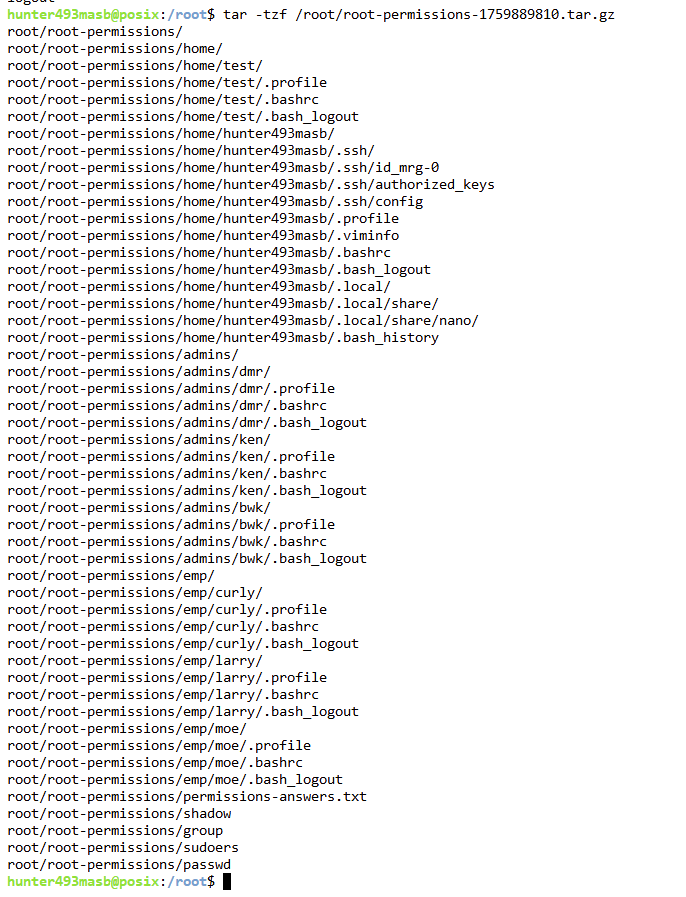 logout
hunter493masb@posix:/root$ tar -tzf /root/root-permissions-1759889810.tar.gz
root/root-permissions/
root/root-permissions/home/
root/root-permissions/home/test/
root/root-permissions/home/test/.profile
root/root-permissions/home/test/.bashrc
root/root-permissions/home/test/.bash_logout
root/root-permissions/home/hunter493masb/
root/root-permissions/home/hunter493masb/.ssh/
root/root-permissions/home/hunter493masb/.ssh/id_mrg-0
root/root-permissions/home/hunter493masb/.ssh/authorized_keys
root/root-permissions/home/hunter493masb/.ssh/config
root/root-permissions/home/hunter493masb/.profile
root/root-permissions/home/hunter493masb/.viminfo
root/root-permissions/home/hunter493masb/.bashrc
root/root-permissions/home/hunter493masb/.bash_logout
root/root-permissions/home/hunter493masb/.local/
root/root-permissions/home/hunter493masb/.local/share/
root/root-permissions/home/hunter493masb/.local/share/nano/
root/root-permissions/home/hunter493masb/.bash_history
root/root-permissions/admins/
root/root-permissions/admins/dmr/
root/root-permissions/admins/dmr/.profile
root/root-permissions/admins/dmr/.bashrc
root/root-permissions/admins/dmr/.bash_logout
root/root-permissions/admins/ken/
root/root-permissions/admins/ken/.profile
root/root-permissions/admins/ken/.bashrc
root/root-permissions/admins/ken/.bash_logout
root/root-permissions/admins/bwk/
root/root-permissions/admins/bwk/.profile
root/root-permissions/admins/bwk/.bashrc
root/root-permissions/admins/bwk/.bash_logout
root/root-permissions/emp/
root/root-permissions/emp/curly/
root/root-permissions/emp/curly/.profile
root/root-permissions/emp/curly/.bashrc
root/root-permissions/emp/curly/.bash_logout
root/root-permissions/emp/larry/
root/root-permissions/emp/larry/.profile
root/root-permissions/emp/larry/.bashrc
root/root-permissions/emp/larry/.bash_logout
root/root-permissions/emp/moe/
root/root-permissions/emp/moe/.profile
root/root-permissions/emp/moe/.bashrc
root/root-permissions/emp/moe/.bash_logout
root/root-permissions/permissions-answers.txt
root/root-permissions/shadow
root/root-permissions/group
root/root-permissions/sudoers
root/root-permissions/passwd
hunter493masb@posix:/root$